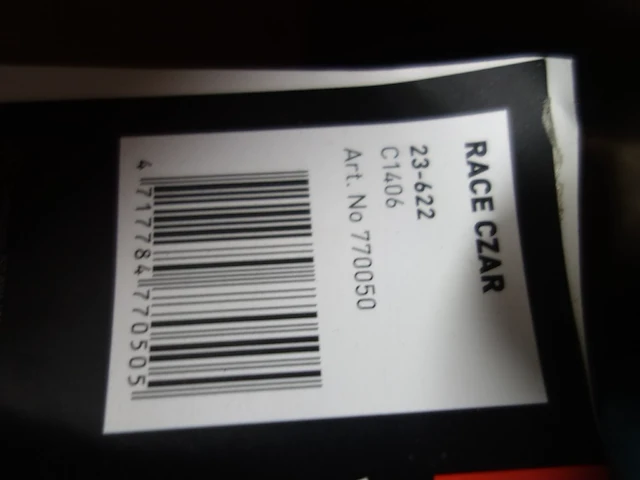 RACE CZAR
23-622
C1406
Art. No 770050
4 717784 770505